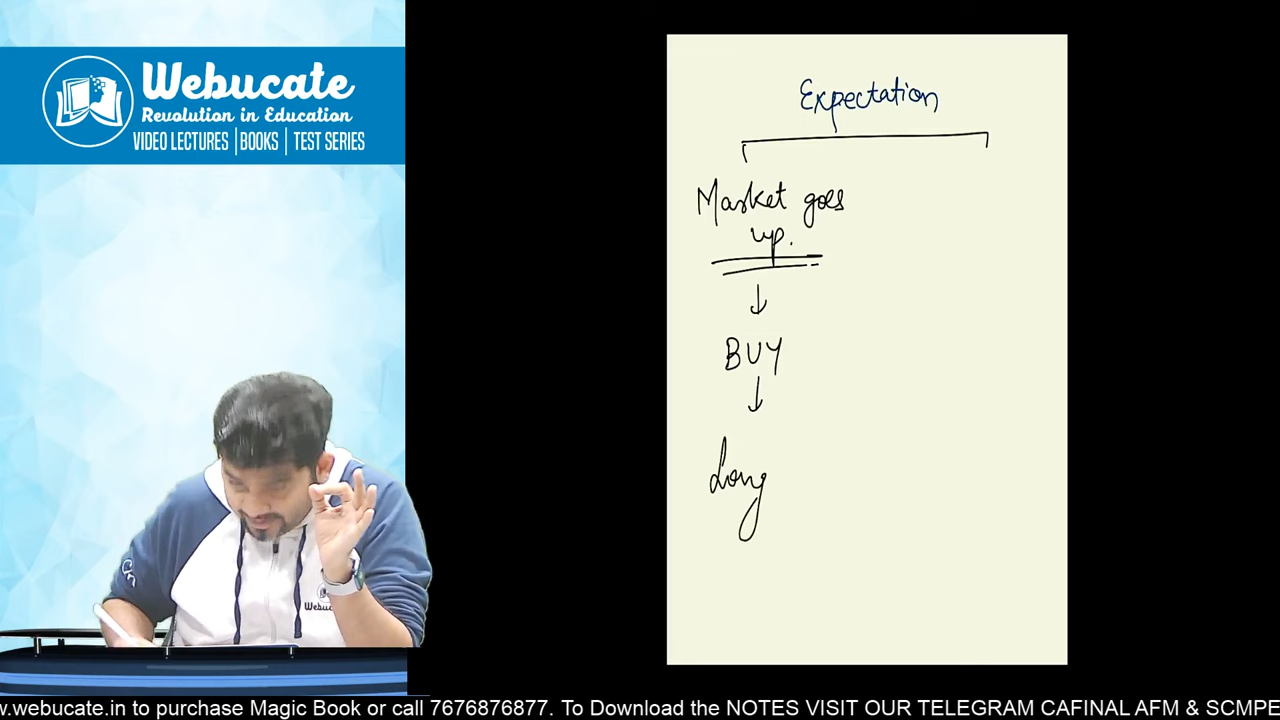 Webucate
Revolution in Education
VIDEO LECTURES | BOOKS | TEST SERIES
Expectation
Market goes
up.
↓
BUY
↓
Long
Webuc
w.webucate.in to purchase Magic Book or call 7676876877. To Download the NOTES VISIT OUR TELEGRAM CAFINAL AFM & SCMPE